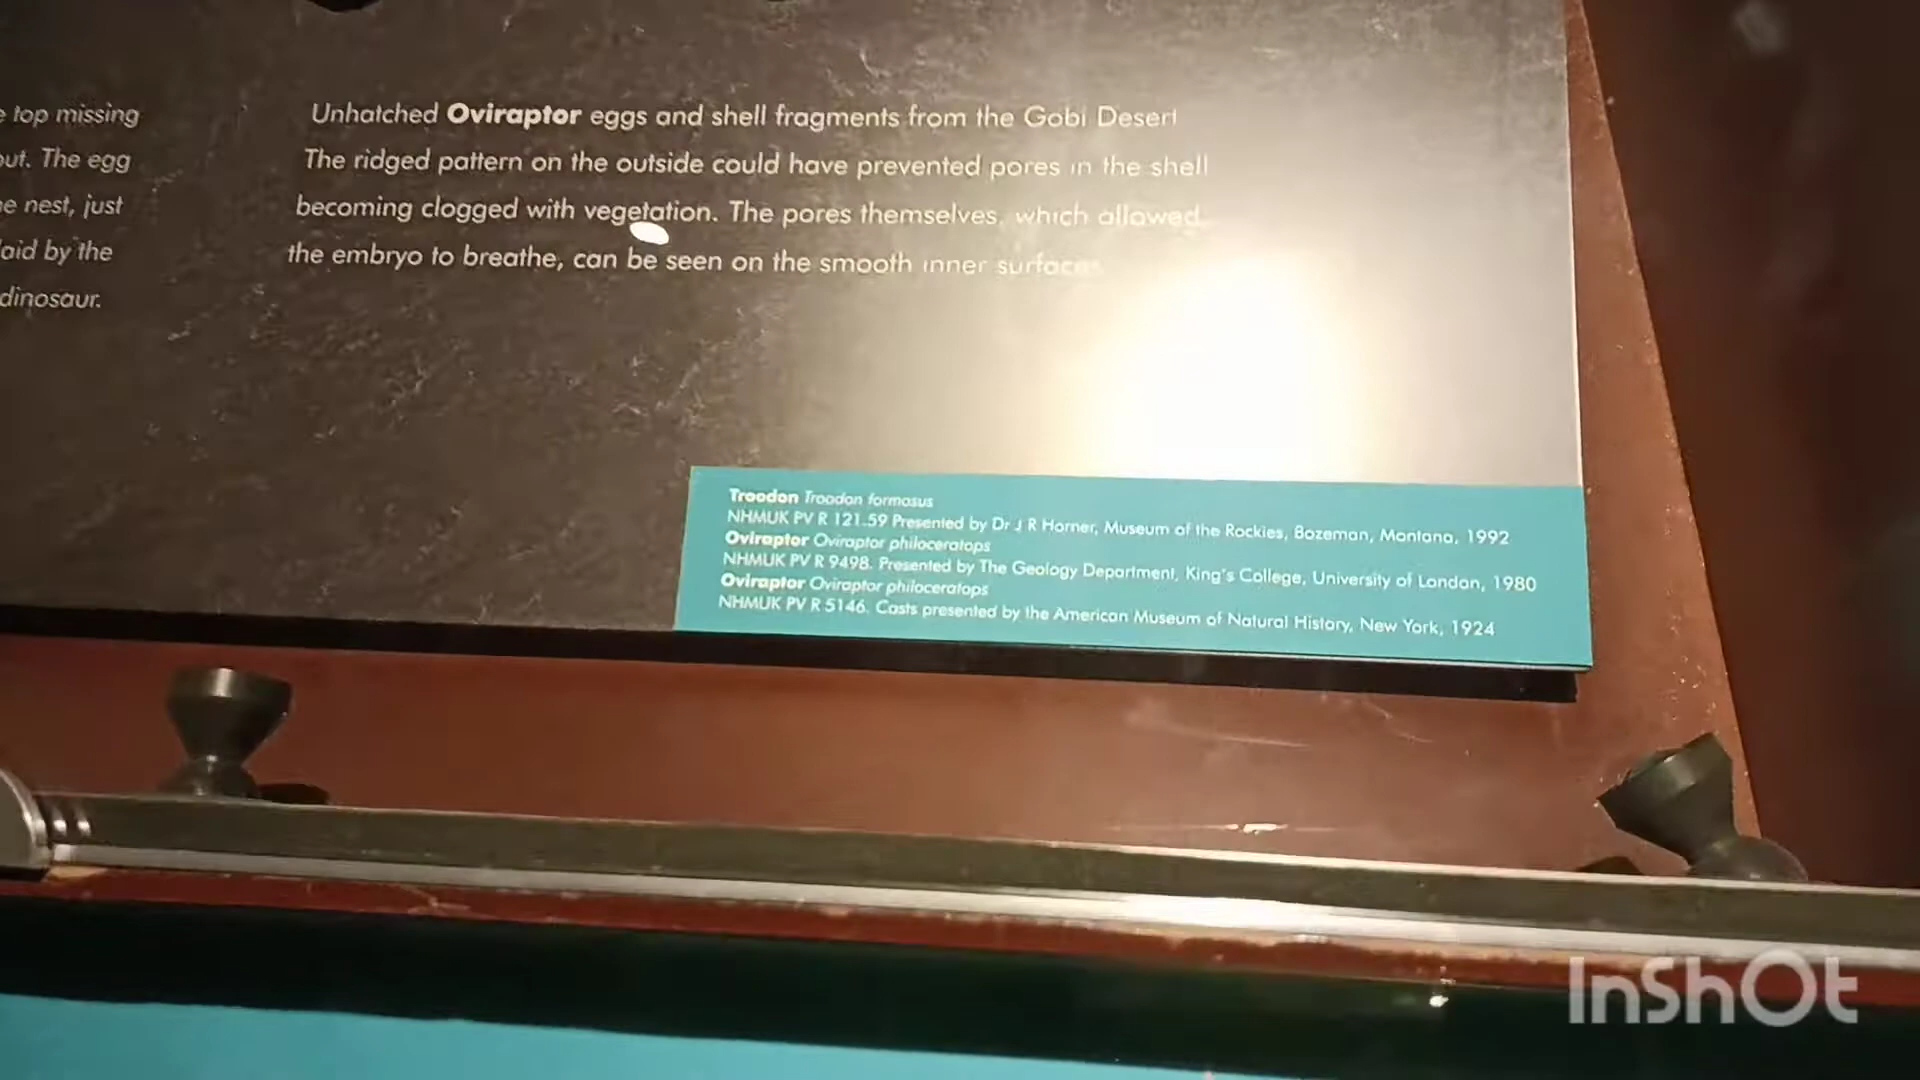 top missing
out. The egg
nest, just
laid by the
dinosaur.
Unhatched Oviraptor eggs and shell fragments from the Gobi Desert
The ridged pattern on the outside could have prevented pores in the shell
becoming clogged with vegetation. The pores themselves, which allowed
the embryo to breathe, can be seen on the smooth inner surface
Troodon Troodon formosus
NHMUK PV R 121.59 Presented by Dr J R Horner, Museum of the Rockies, Bozeman, Montana, 1992
Oviraptor Oviraptor philoceratops
NHMUK PV R 9498. Presented by The Geology Department, King's College, University of London, 1980
Oviraptor Oviraptor philoceratops
NHMUK PV R 5146. Casts presented by the American Museum of Natural History, New York, 1924
InShOt